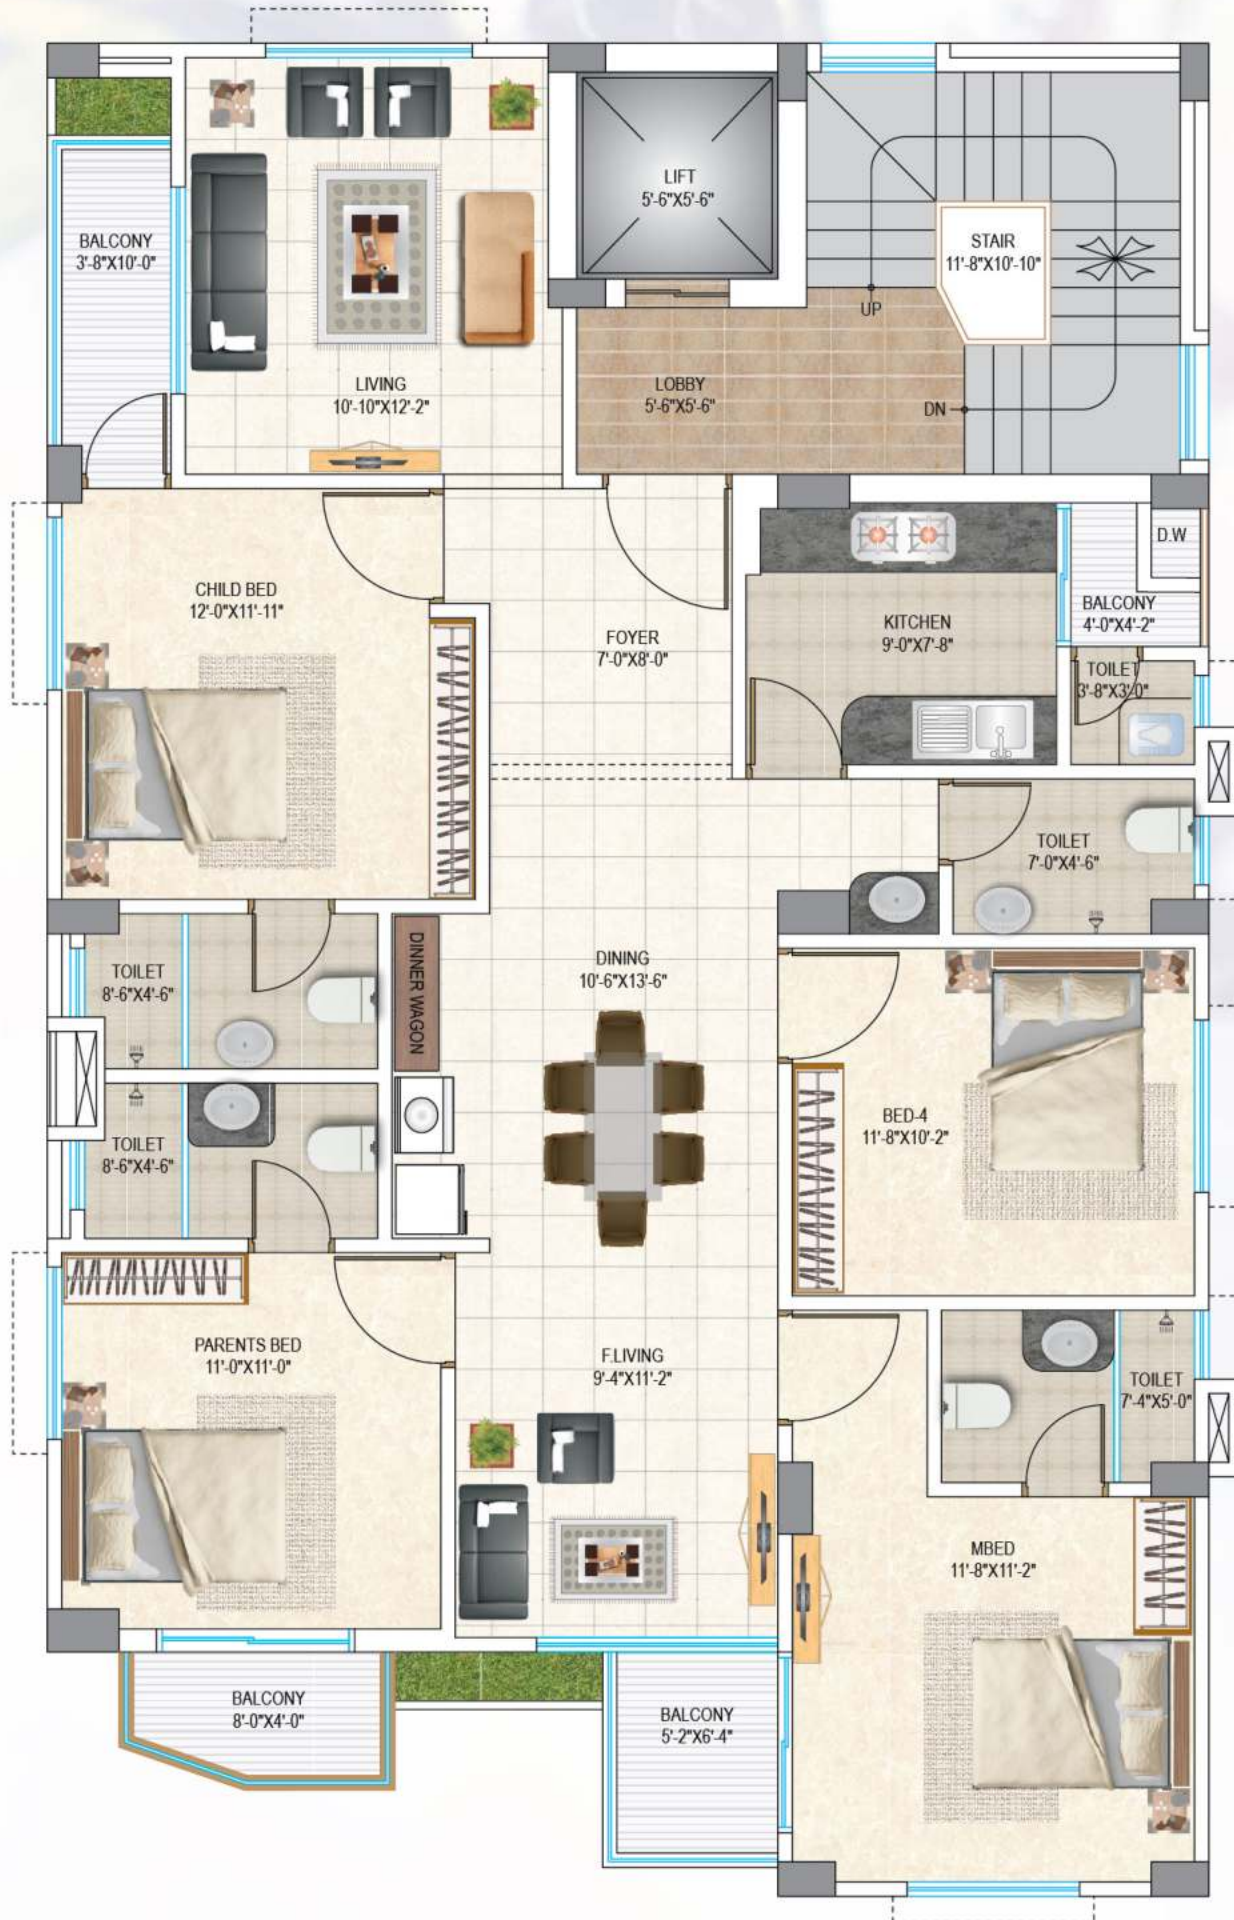 LIFT
5'-6"X5'-6"
BALCONY
3'-8"X10'-0"
STAIR
11'-8"X10'-10"
UP
LIVING
10'-10"X12'-2"
LOBBY
5'-6"X5'-6"
DN
D.W
CHILD BED
12'-0"X11'-11"
BALCONY
4'-0"X4'-2"
KITCHEN
9'-0"X7'-8"
FOYER
7'-0"X8'-0"
TOILET
3'-8"X3'-0"
TOILET
7'-0"X4'-6"
DINNER WAGON
DINING
10'-6"X13'-6"
TOILET
8'-6"X4'-6"
BED-4
11'-8"X10'-2"
TOILET
8'-6"X4'-6"
PARENTS BED
11'-0"X11'-0"
F.LIVING
9'-4"X11'-2"
TOILET
7'-4"X5'-0"
MBED
11'-8"X11'-2"
BALCONY
8'-0"X4'-0"
BALCONY
5'-2"X6'-4"